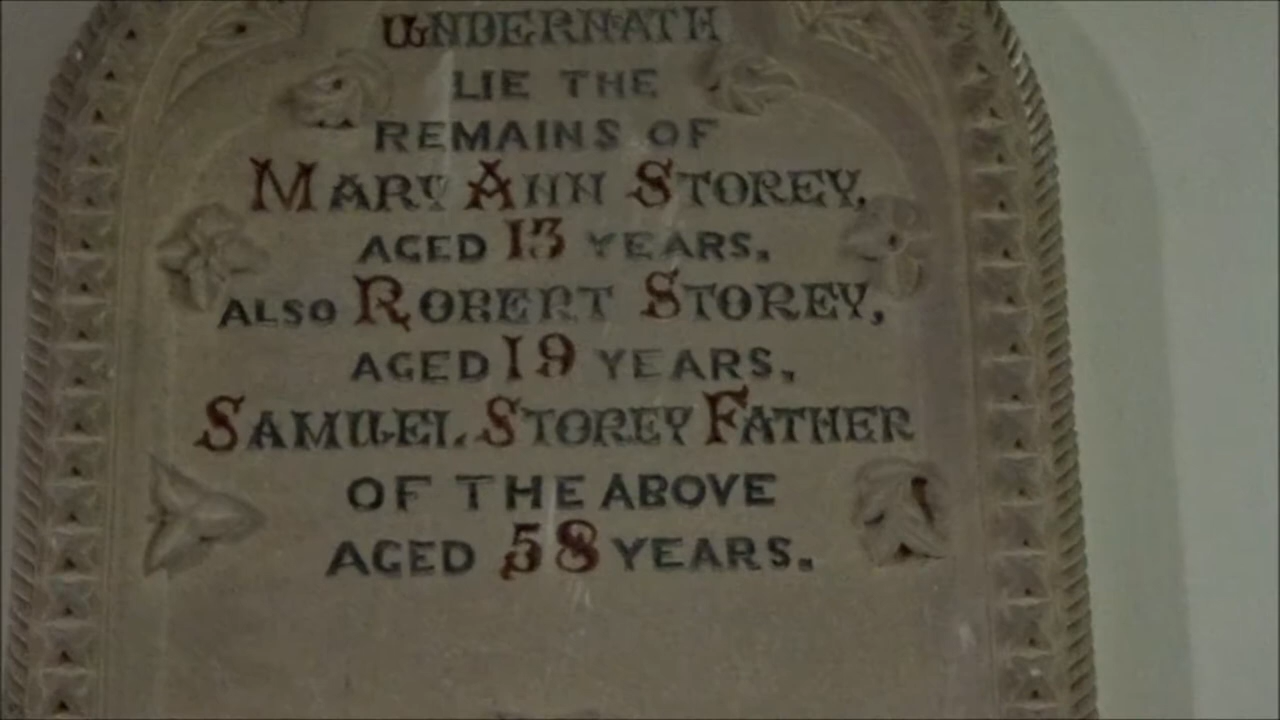 UNDERNATH
LIE THE
REMAINS OF
MARY ANN STOREY,
AGED 13 YEARS,
ALSO ROBERT STOREY,
AGED 19 YEARS,
SAMUEL STOREY FATHER
OF THE ABOVE
AGED 58 YEARS.